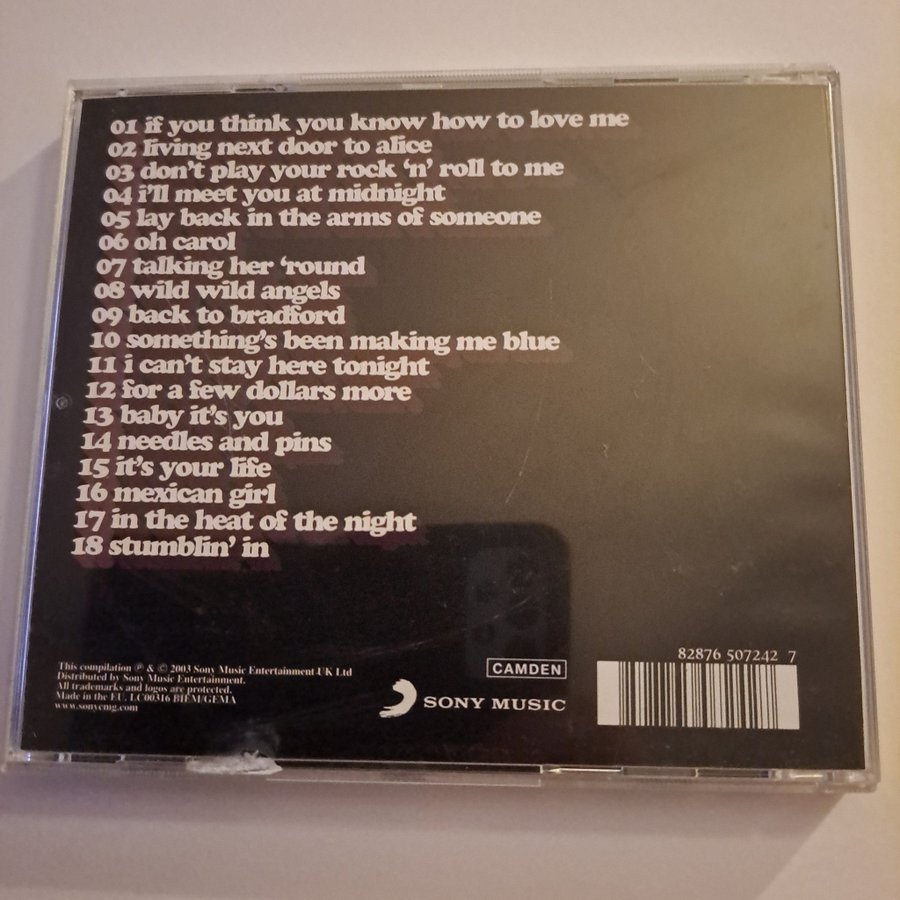 01 if you think you know how to love me
02 living next door to alice
03 don't play your rock 'n' roll to me
04 i'll meet you at midnight
05 lay back in the arms of someone
06 oh carol
07 talking her 'round
08 wild wild angels
09 back to bradford
10 something's been making me blue
11 i can't stay here tonight
12 for a few dollars more
13 baby it's you
14 needles and pins
15 it's your life
16 mexican girl
17 in the heat of the night
18 stumblin' in
This compilation ℗ & © 2003 Sony Music Entertainment UK Ltd
Distributed by Sony Music Entertainment.
All trademarks and logos are protected.
Made in the EU. LC00316 BIEM/GEMA
www.sonycmg.com
CAMDEN
SONY MUSIC
82876 507242 7